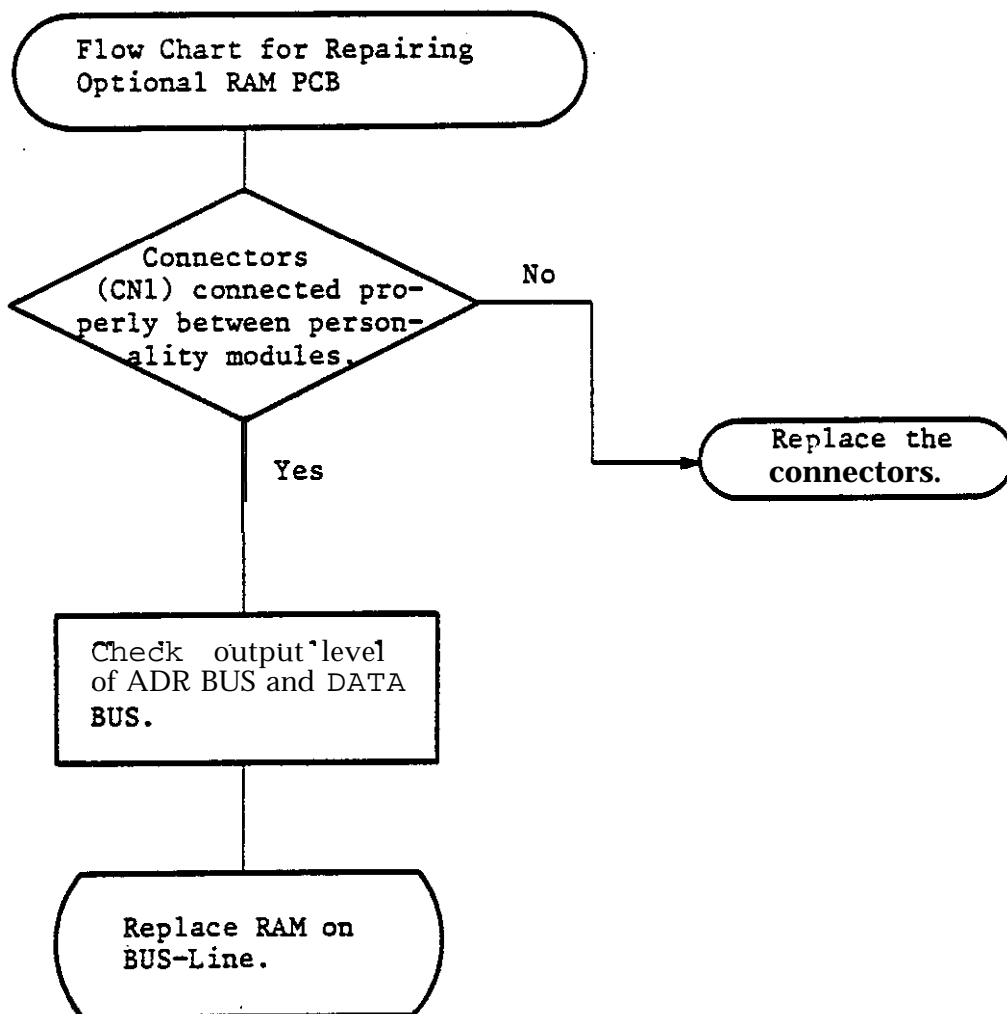 Flow Chart for Repairing
Optional RAM PCB
Connectors
(CN1) connected pro-
perly between person-
ality modules.
No
Replace the
connectors.
Yes
Check output level
of ADR BUS and DATA
BUS.
Replace RAM on
BUS-Line.